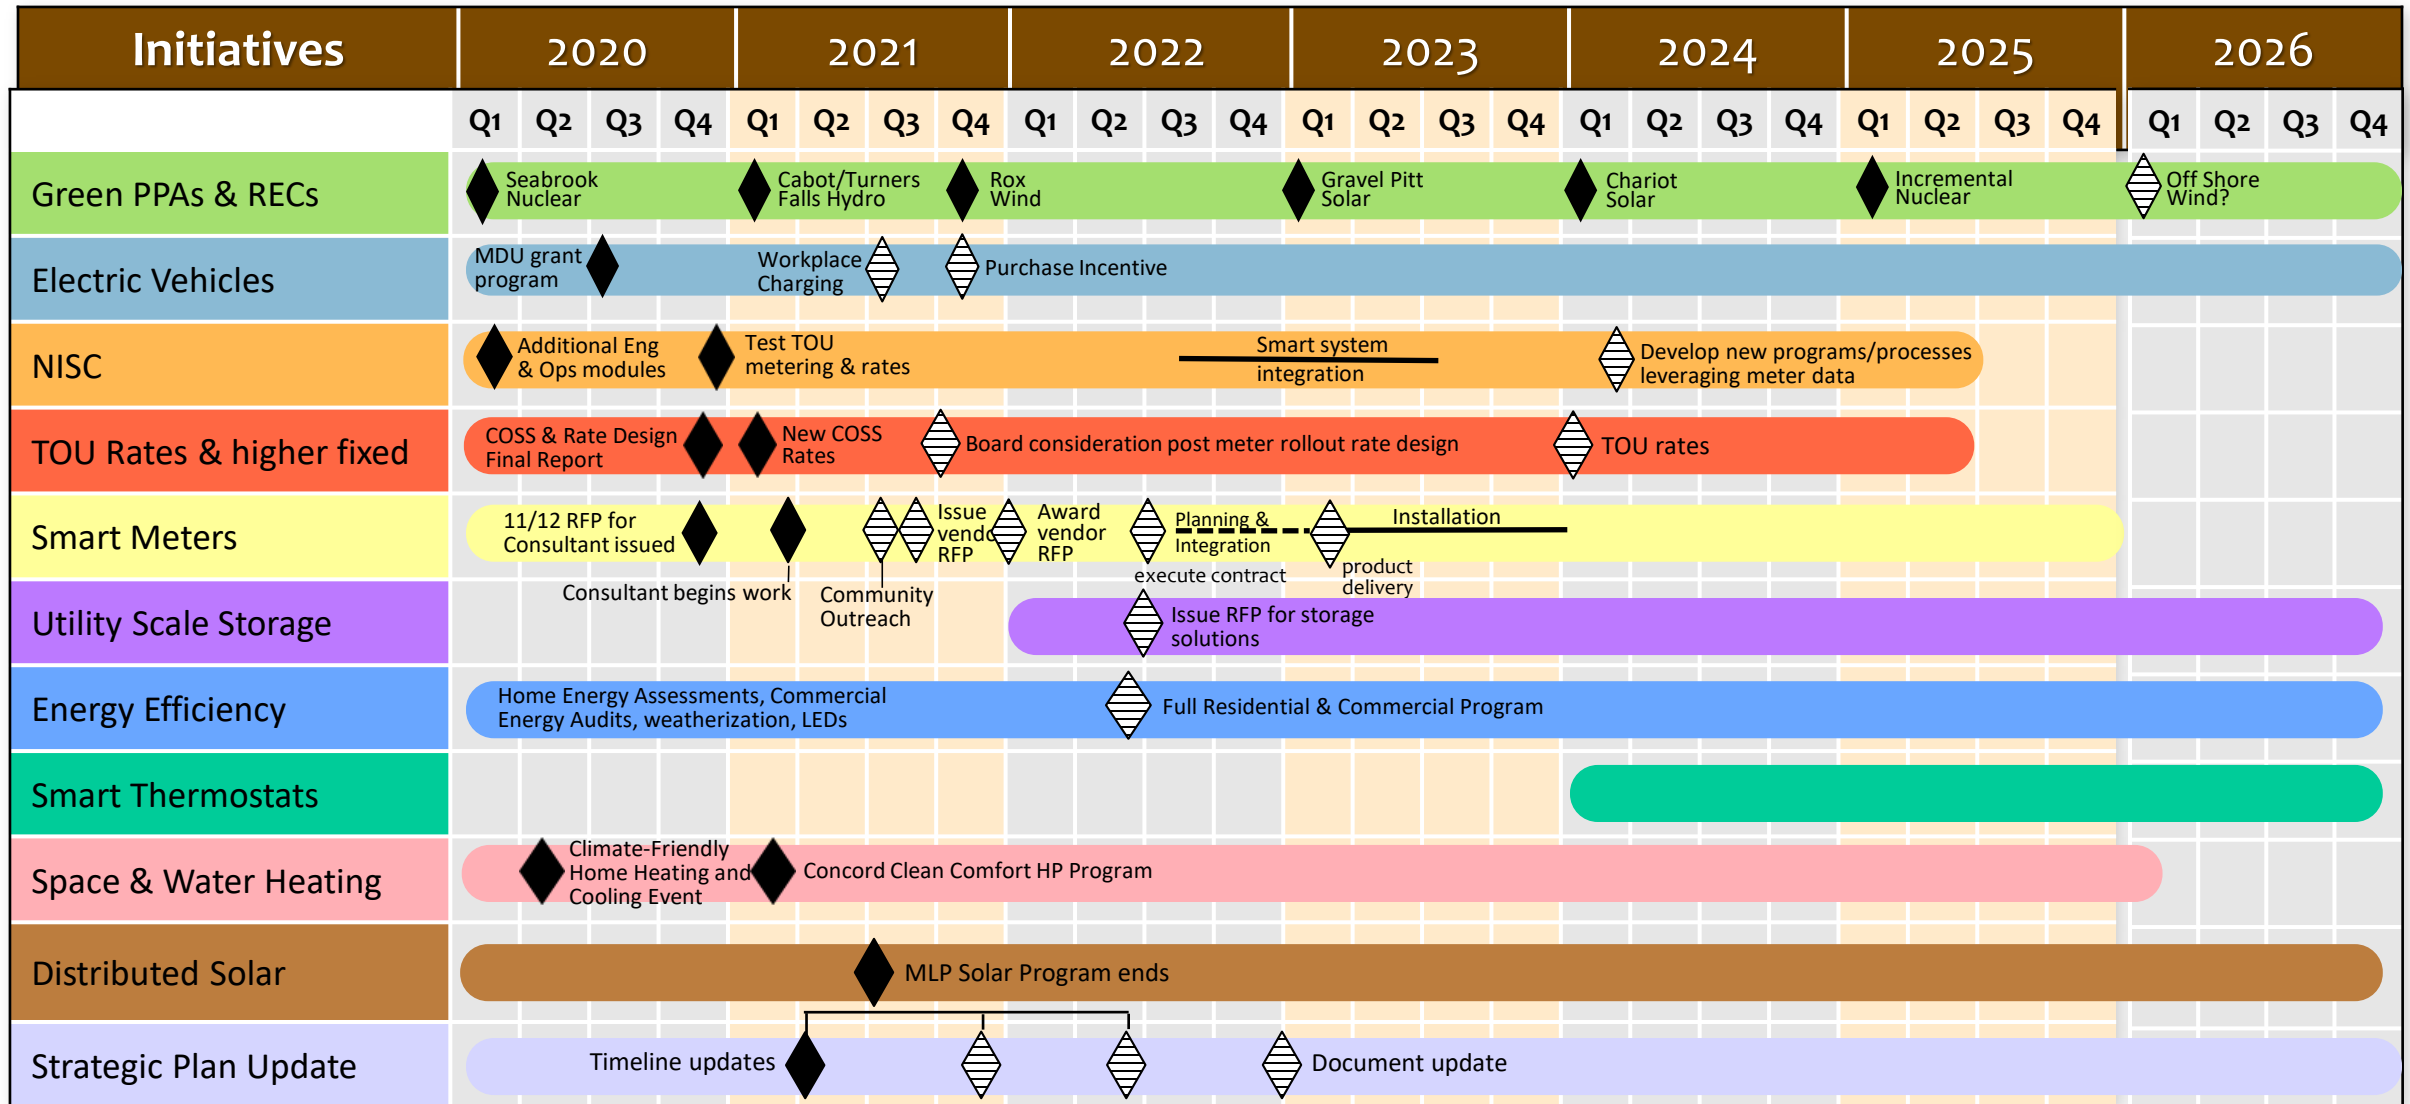 Initiatives 2020 2021 2022 2023 2024 2025 2026
Q1 Q2 Q3 Q4 Q1 Q2 Q3 Q4 Q1 Q2 Q3 Q4 Q1 Q2 Q3 Q4 Q1 Q2 Q3 Q4 Q1 Q2 Q3 Q4 Q1 Q2 Q3 Q4
Green PPAs & RECs
Seabrook
Nuclear
Cabot/Turners
Falls Hydro
Rox
Wind
Gravel Pitt
Solar
Chariot
Solar
Incremental
Nuclear
Off Shore
Wind?
Electric Vehicles
MDU grant
program
Workplace
Charging
Purchase Incentive
NISC
Additional Eng
& Ops modules
Test TOU
metering & rates
Smart system
integration
Develop new programs/processes
leveraging meter data
TOU Rates & higher fixed
COSS & Rate Design
Final Report
New COSS
Rates
Board consideration post meter rollout rate design
TOU rates
Smart Meters
11/12 RFP for
Consultant issued
Consultant begins work
Community
Outreach
Issue
vendo
RFP
Award
vendor
RFP
Planning &
Integration
execute contract
Installation
product
delivery
Utility Scale Storage
Issue RFP for storage
solutions
Energy Efficiency
Home Energy Assessments, Commercial
Energy Audits, weatherization, LEDs
Full Residential & Commercial Program
Smart Thermostats
Space & Water Heating
Climate-Friendly
Home Heating and
Cooling Event
Concord Clean Comfort HP Program
Distributed Solar
MLP Solar Program ends
Strategic Plan Update
Timeline updates
Document update